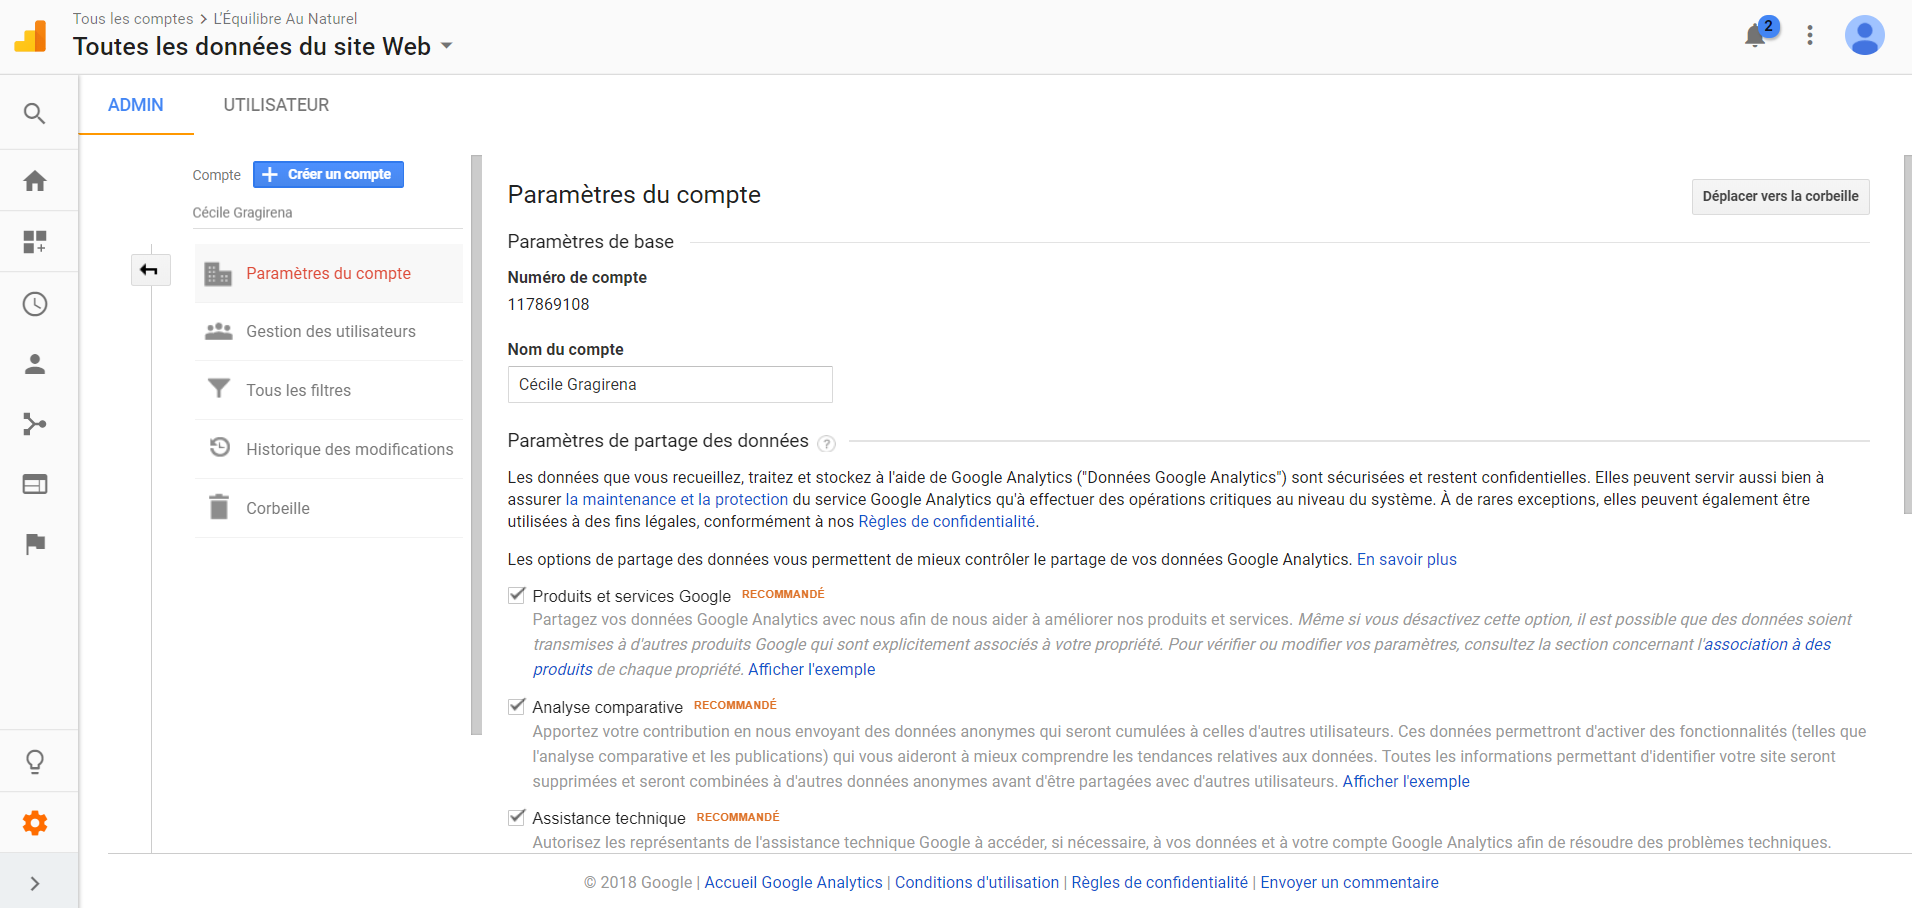 Tous les comptes > L'Équilibre Au Naturel
Toutes les données du site Web
2
ADMIN
UTILISATEUR
Compte
Créer un compte
Cécile Gragirena
Paramètres du compte
Gestion des utilisateurs
Tous les filtres
Historique des modifications
Corbeille
Paramètres du compte
Déplacer vers la corbeille
Paramètres de base
Numéro de compte
117869108
Nom du compte
Cécile Gragirena
Paramètres de partage des données ?
Les données que vous recueillez, traitez et stockez à l'aide de Google Analytics ("Données Google Analytics") sont sécurisées et restent confidentielles. Elles peuvent servir aussi bien à
assurer la maintenance et la protection du service Google Analytics qu'à effectuer des opérations critiques au niveau du système. À de rares exceptions, elles peuvent également être
utilisées à des fins légales, conformément à nos Règles de confidentialité.
Les options de partage des données vous permettent de mieux contrôler le partage de vos données Google Analytics. En savoir plus
Produits et services Google RECOMMANDÉ
Partagez vos données Google Analytics avec nous afin de nous aider à améliorer nos produits et services. Même si vous désactivez cette option, il est possible que des données soient
transmises à d'autres produits Google qui sont explicitement associés à votre propriété. Pour vérifier ou modifier vos paramètres, consultez la section concernant l'association à des
produits de chaque propriété. Afficher l'exemple
Analyse comparative RECOMMANDÉ
Apportez votre contribution en nous envoyant des données anonymes qui seront cumulées à celles d'autres utilisateurs. Ces données permettront d'activer des fonctionnalités (telles que
l'analyse comparative et les publications) qui vous aideront à mieux comprendre les tendances relatives aux données. Toutes les informations permettant d'identifier votre site seront
supprimées et seront combinées à d'autres données anonymes avant d'être partagées avec d'autres utilisateurs. Afficher l'exemple
Assistance technique RECOMMANDÉ
Autorisez les représentants de l'assistance technique Google à accéder, si nécessaire, à vos données et à votre compte Google Analytics afin de résoudre des problèmes techniques.
© 2018 Google | Accueil Google Analytics | Conditions d'utilisation | Règles de confidentialité | Envoyer un commentaire